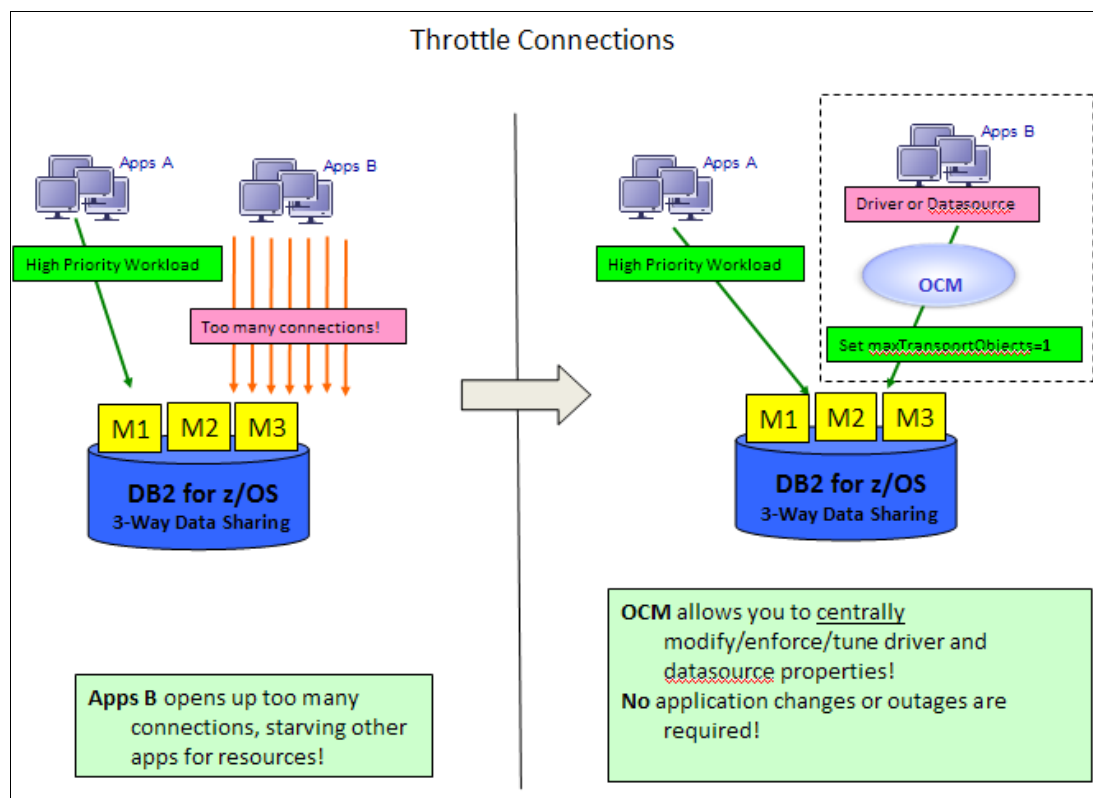 Throttle Connections
Apps A
Apps B
High Priority Workload
Too many connections!
M1
M2
M3
DB2 for z/OS
3-Way Data Sharing
Apps B opens up too many
connections, starving other
apps for resources!
Apps A
Apps B
Driver or Datasource
High Priority Workload
OCM
Set maxTransportObjects=1
M1
M2
M3
DB2 for z/OS
3-Way Data Sharing
OCM allows you to centrally
modify/enforce/tune driver and
datasource properties!
No application changes or outages are
required!